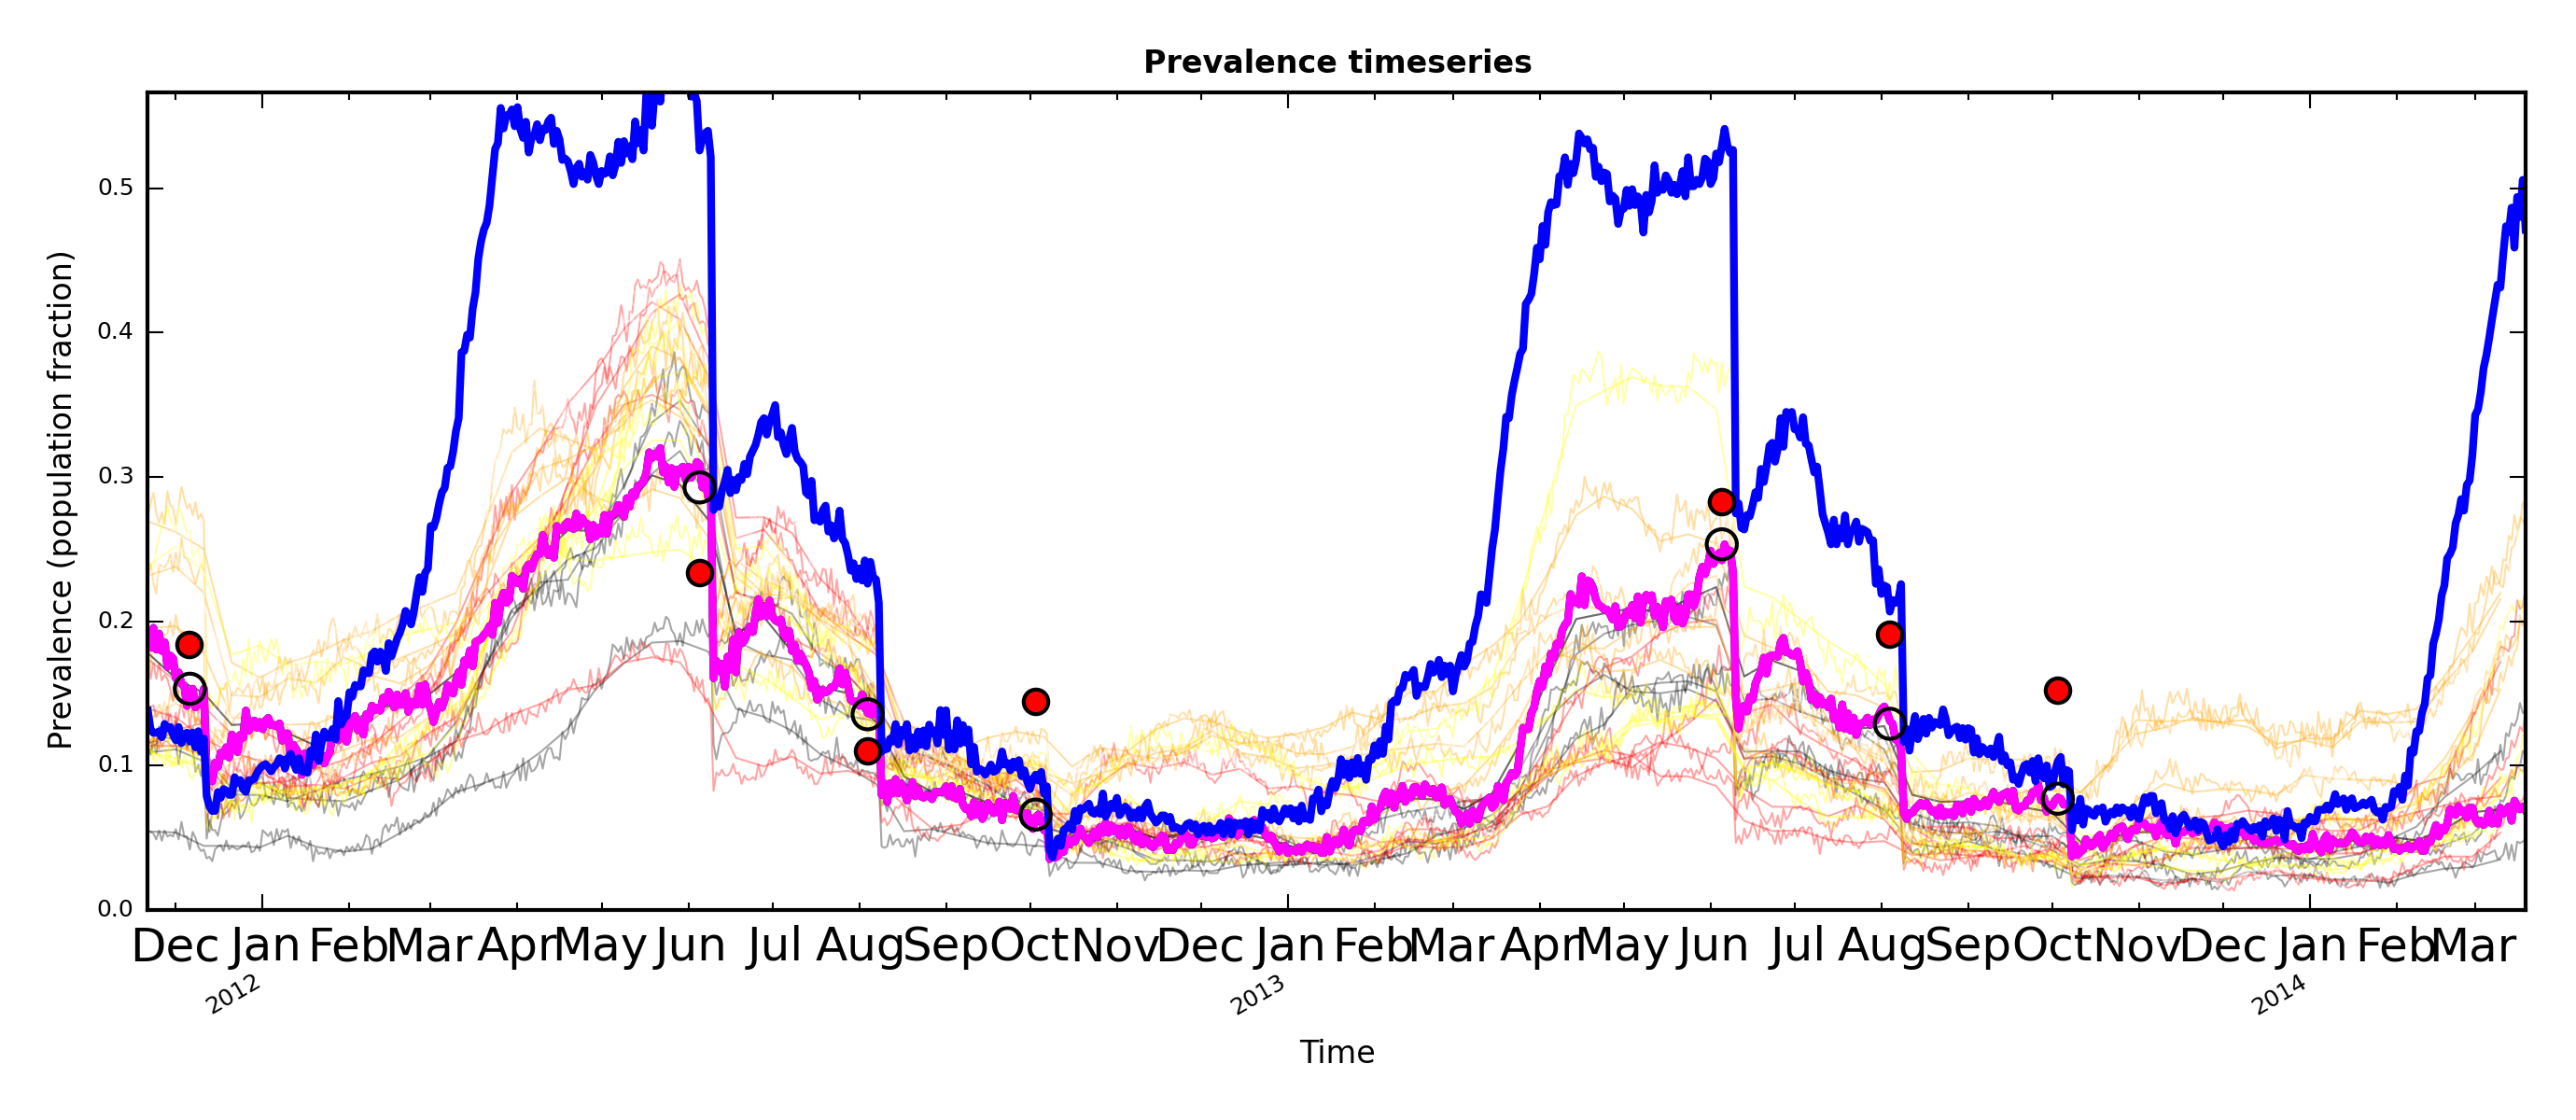 Prevalence timeseries
Prevalence (population fraction)
0.5
0.4
0.3
0.2
0.1
0.0
Dec Jan Feb Mar Apr May Jun Jul Aug Sep Oct Nov Dec Jan Feb Mar Apr May Jun Jul Aug Sep Oct Nov Dec Jan Feb Mar
2012 2013 2014
Time